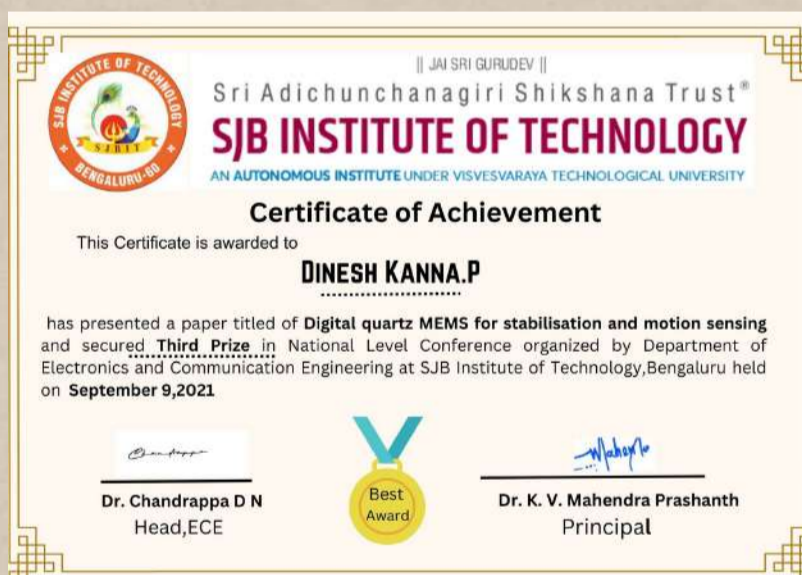 SJB INSTITUTE OF TECHNOLOGY
SJBIT
BENGALURU-60
|| JAI SRI GURUDEV ||
Sri Adichunchanagiri Shikshana Trust®
SJB INSTITUTE OF TECHNOLOGY
AN AUTONOMOUS INSTITUTE UNDER VISVESVARAYA TECHNOLOGICAL UNIVERSITY
Certificate of Achievement
This Certificate is awarded to
DINESH KANNA.P
has presented a paper titled of Digital quartz MEMS for stabilisation and motion sensing
and secured Third Prize in National Level Conference organized by Department of
Electronics and Communication Engineering at SJB Institute of Technology,Bengaluru held
on September 9,2021
Chandrappa
Best
Award
Dr. Chandrappa D N
Head,ECE
Dr. K. V. Mahendra Prashanth
Principal